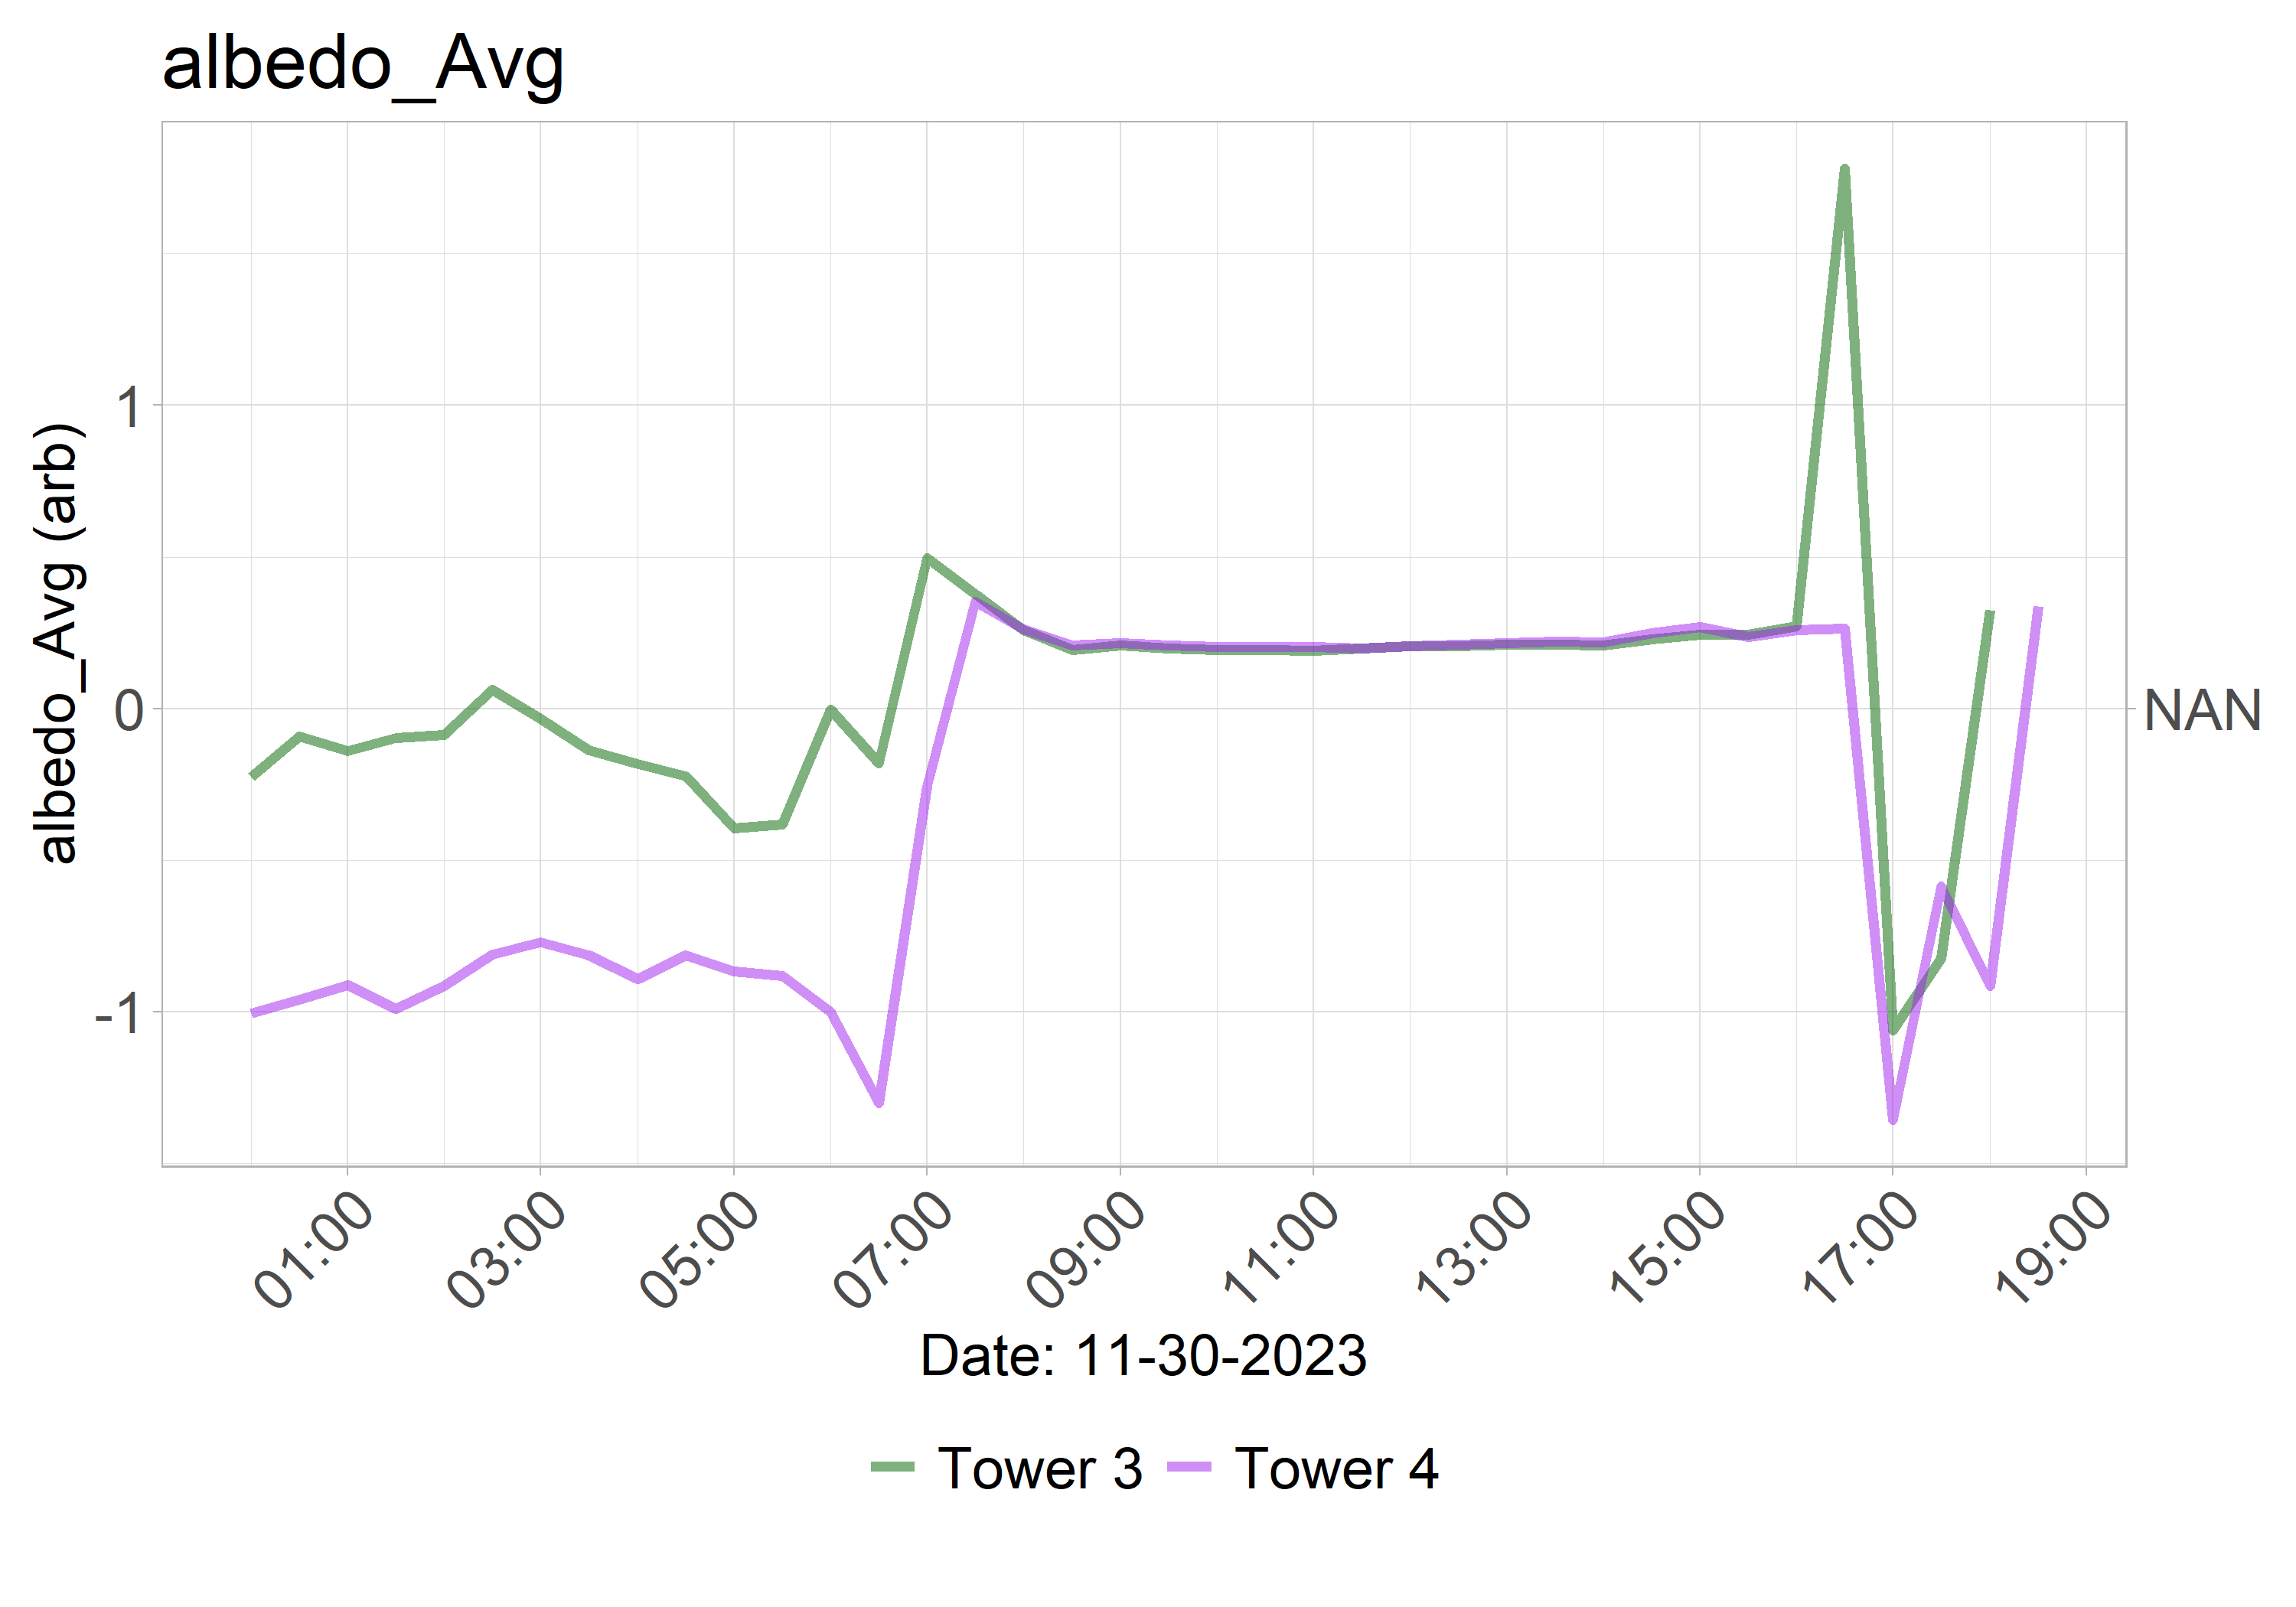 albedo_Avg
albedo_Avg (arb)
1
0
-1
NAN
01:00 03:00 05:00 07:00 09:00 11:00 13:00 15:00 17:00 19:00
Date: 11-30-2023
Tower 3 Tower 4